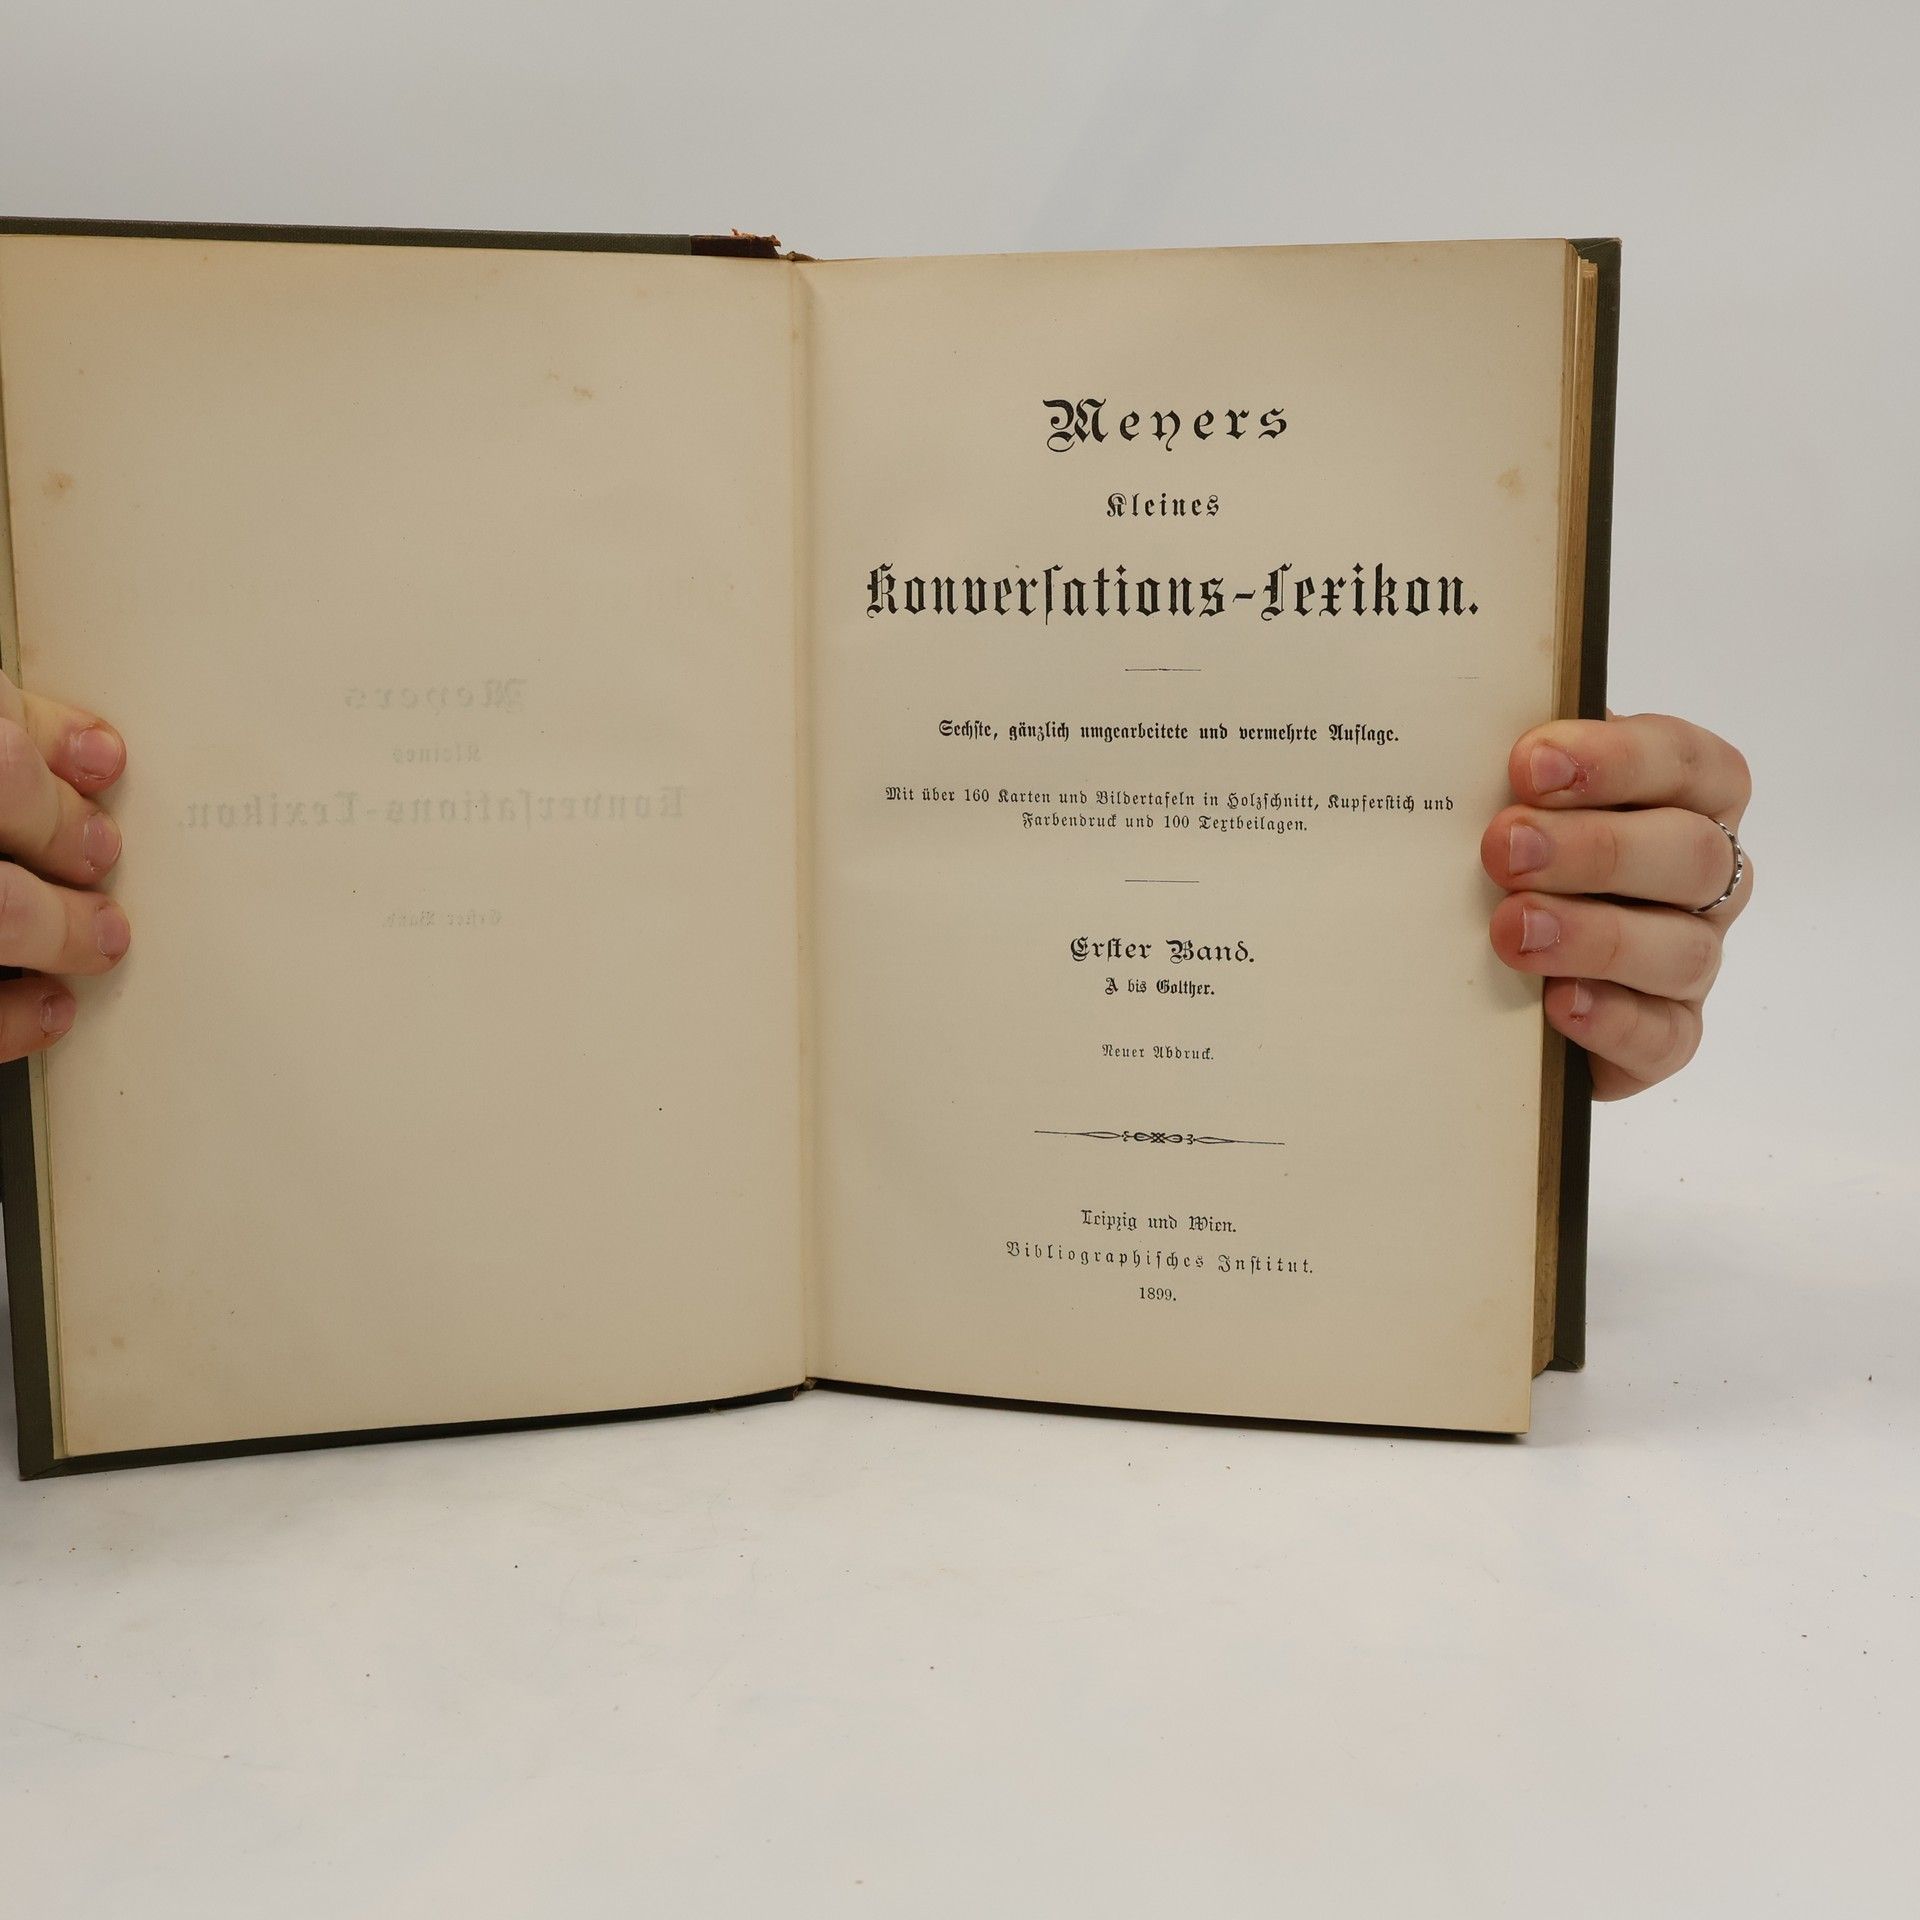 Meyers
Kleines
Konverſations-Lexikon.
Sechſte, gänzlich umgearbeitete und vermehrte Auflage.
Mit über 160 Karten und Bildertafeln in Holzſchnitt, Kupferſtich und
Farbendruck und 100 Textbeilagen.
Erſter Band.
A bis Golther.
Neuer Abdruck.
Leipzig und Wien.
Bibliographiſches Inſtitut.
1899.